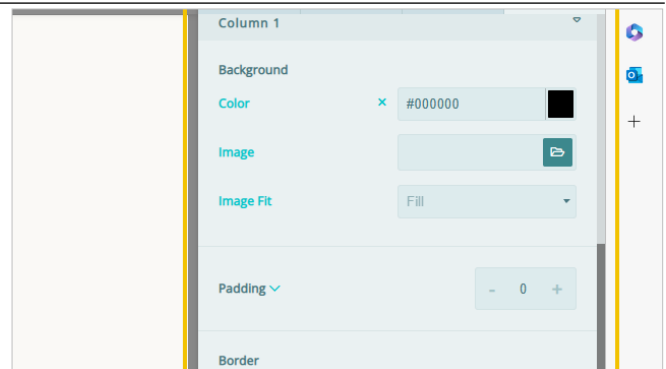 Column 1
Background
Color × #000000
Image
Image Fit Fill
Padding - 0 +
Border